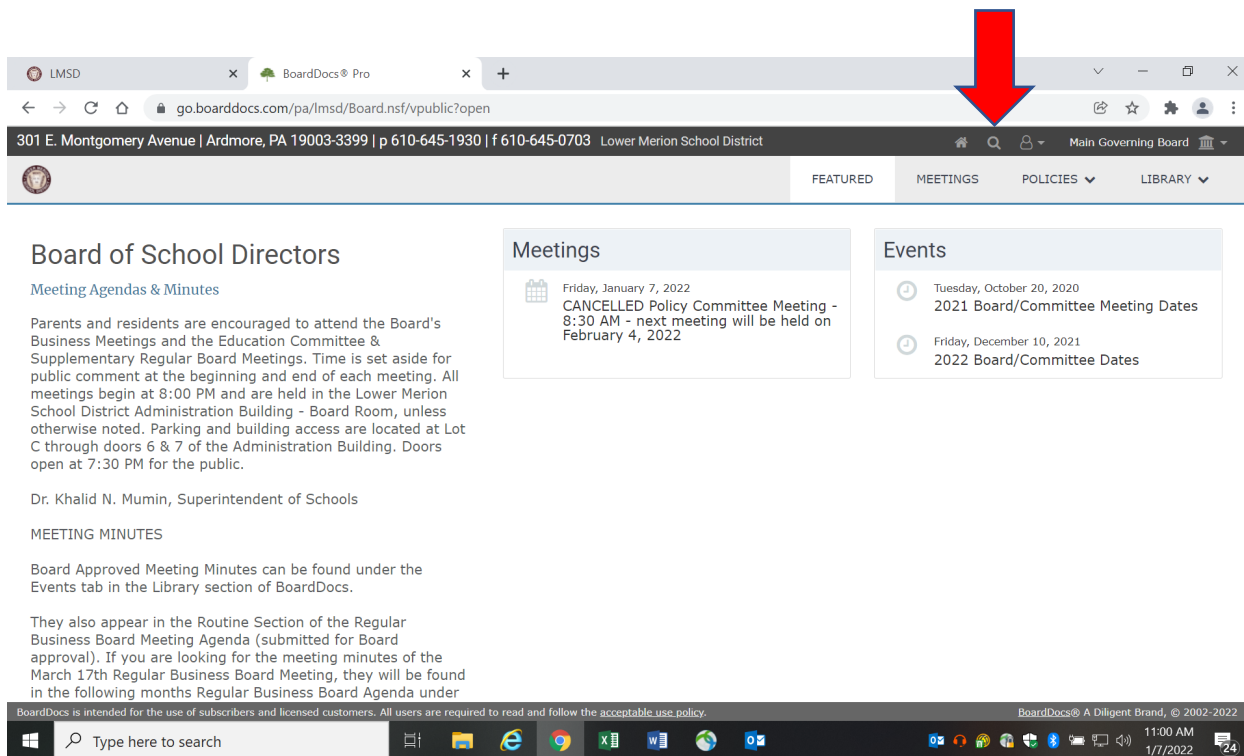 LMSD
BoardDocs® Pro
go.boarddocs.com/pa/lmsd/Board.nsf/vpublic?open
301 E. Montgomery Avenue | Ardmore, PA 19003-3399 | p 610-645-1930 | f 610-645-0703 Lower Merion School District
Main Governing Board
FEATURED MEETINGS POLICIES LIBRARY
Board of School Directors
Meeting Agendas & Minutes
Parents and residents are encouraged to attend the Board's
Business Meetings and the Education Committee &
Supplementary Regular Board Meetings. Time is set aside for
public comment at the beginning and end of each meeting. All
meetings begin at 8:00 PM and are held in the Lower Merion
School District Administration Building - Board Room, unless
otherwise noted. Parking and building access are located at Lot
C through doors 6 & 7 of the Administration Building. Doors
open at 7:30 PM for the public.
Dr. Khalid N. Mumin, Superintendent of Schools
MEETING MINUTES
Board Approved Meeting Minutes can be found under the
Events tab in the Library section of BoardDocs.
They also appear in the Routine Section of the Regular
Business Board Meeting Agenda (submitted for Board
approval). If you are looking for the meeting minutes of the
March 17th Regular Business Board Meeting, they will be found
in the following months Regular Business Board Agenda under
Meetings
Friday, January 7, 2022
CANCELLED Policy Committee Meeting -
8:30 AM - next meeting will be held on
February 4, 2022
Events
Tuesday, October 20, 2020
2021 Board/Committee Meeting Dates
Friday, December 10, 2021
2022 Board/Committee Dates
BoardDocs is intended for the use of subscribers and licensed customers. All users are required to read and follow the acceptable use policy.
BoardDocs® A Diligent Brand, © 2002-2022
Type here to search
11:00 AM
1/7/2022
24